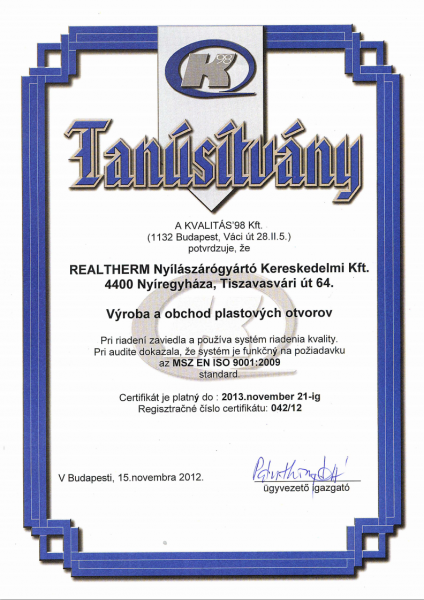 K '98
Tanúsítvány
A KVALITÁS'98 Kft.
(1132 Budapest, Váci út 28.II.5.)
potvrdzuje, že
REALTHERM Nyílászárógyártó Kereskedelmi Kft.
4400 Nyíregyháza, Tiszavasvári út 64.
Výroba a obchod plastových otvorov
Pri riadení zaviedla a používa systém riadenia kvality.
Pri audite dokazala, že systém je funkčný na požiadavku
az MSZ EN ISO 9001:2009
standard.
Certifikát je platný do : 2013.november 21-ig
Regisztračné číslo certifikátu: 042/12
V Budapesti, 15.novembra 2012.
ügyvezető igazgató